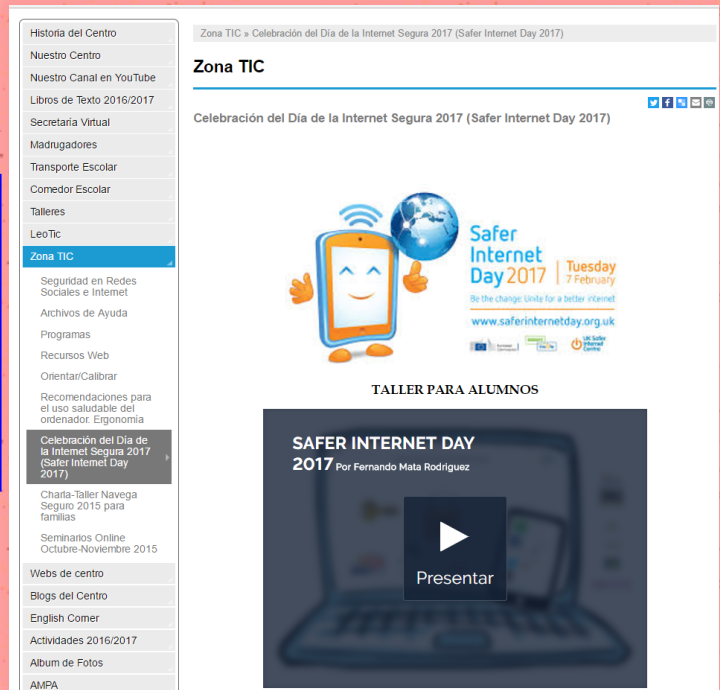 Historia del Centro
Nuestro Centro
Nuestro Canal en YouTube
Libros de Texto 2016/2017
Secretaría Virtual
Madrugadores
Transporte Escolar
Comedor Escolar
Talleres
LeoTic
Zona TIC
Seguridad en Redes
Sociales e Internet
Archivos de Ayuda
Programas
Recursos Web
Orientar/Calibrar
Recomendaciones para
el uso saludable del
ordenador. Ergonomía
Celebración del Día de
la Internet Segura 2017
(Safer Internet Day
2017)
Charla-Taller Navega
Seguro 2015 para
familias
Seminarios Online
Octubre-Noviembre 2015
Webs de centro
Blogs del Centro
English Corner
Actividades 2016/2017
Album de Fotos
AMPA
Zona TIC » Celebración del Día de la Internet Segura 2017 (Safer Internet Day 2017)
Zona TIC
Celebración del Día de la Internet Segura 2017 (Safer Internet Day 2017)
Safer
Internet
Day 2017
Tuesday
7 February
Be the change: Unite for a better internet
www.saferinternetday.org.uk
UK Safer
Internet
Centre
TALLER PARA ALUMNOS
SAFER INTERNET DAY
2017 Por Fernando Mata Rodriguez
Presentar